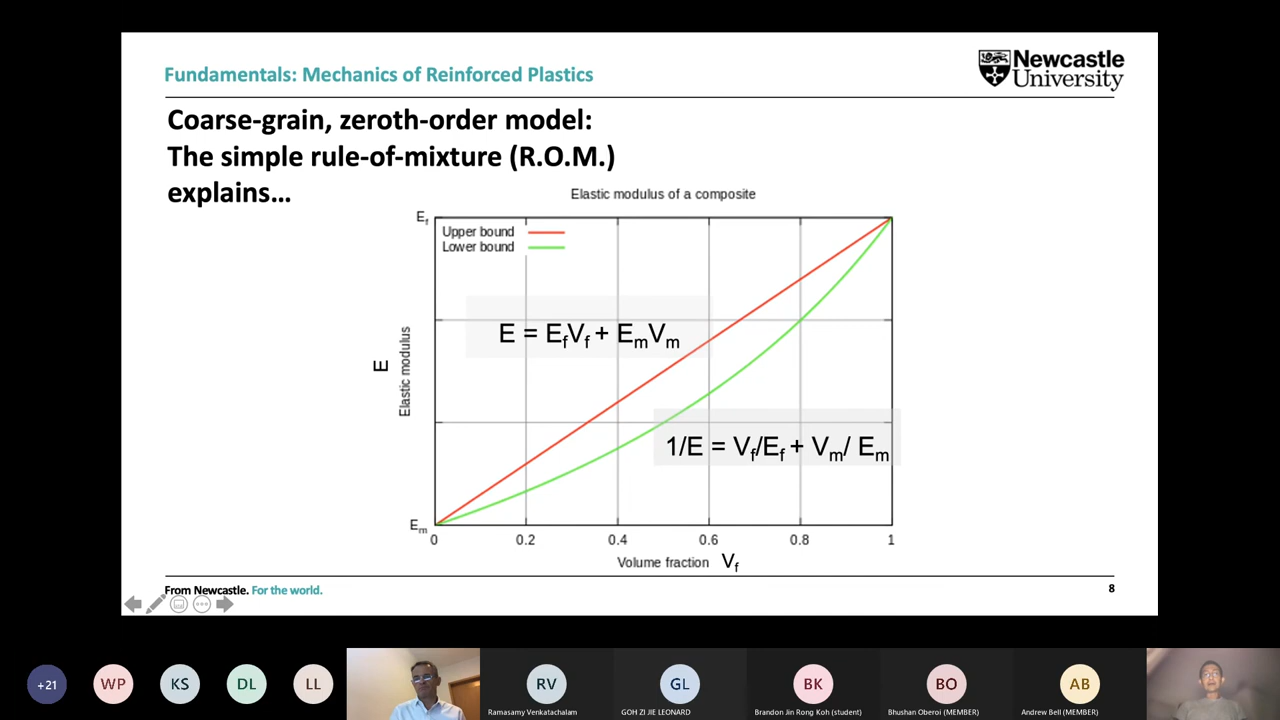 Fundamentals: Mechanics of Reinforced Plastics
Newcastle
University
Coarse-grain, zeroth-order model:
The simple rule-of-mixture (R.O.M.)
explains...
Elastic modulus of a composite
Ef
Upper bound
Lower bound
E = EfVf + EmVm
E
Elastic modulus
1/E = Vf/Ef + Vm/ Em
Em
0 0.2 0.4 0.6 0.8 1
Volume fraction Vf
From Newcastle. For the world.
8
+21 WP KS DL LL RV GL BK BO AB
Ramasamy Venkatachalam GOH ZI JIE LEONARD Brandon Jin Rong Koh (student) Bhushan Oberoi (MEMBER) Andrew Bell (MEMBER)